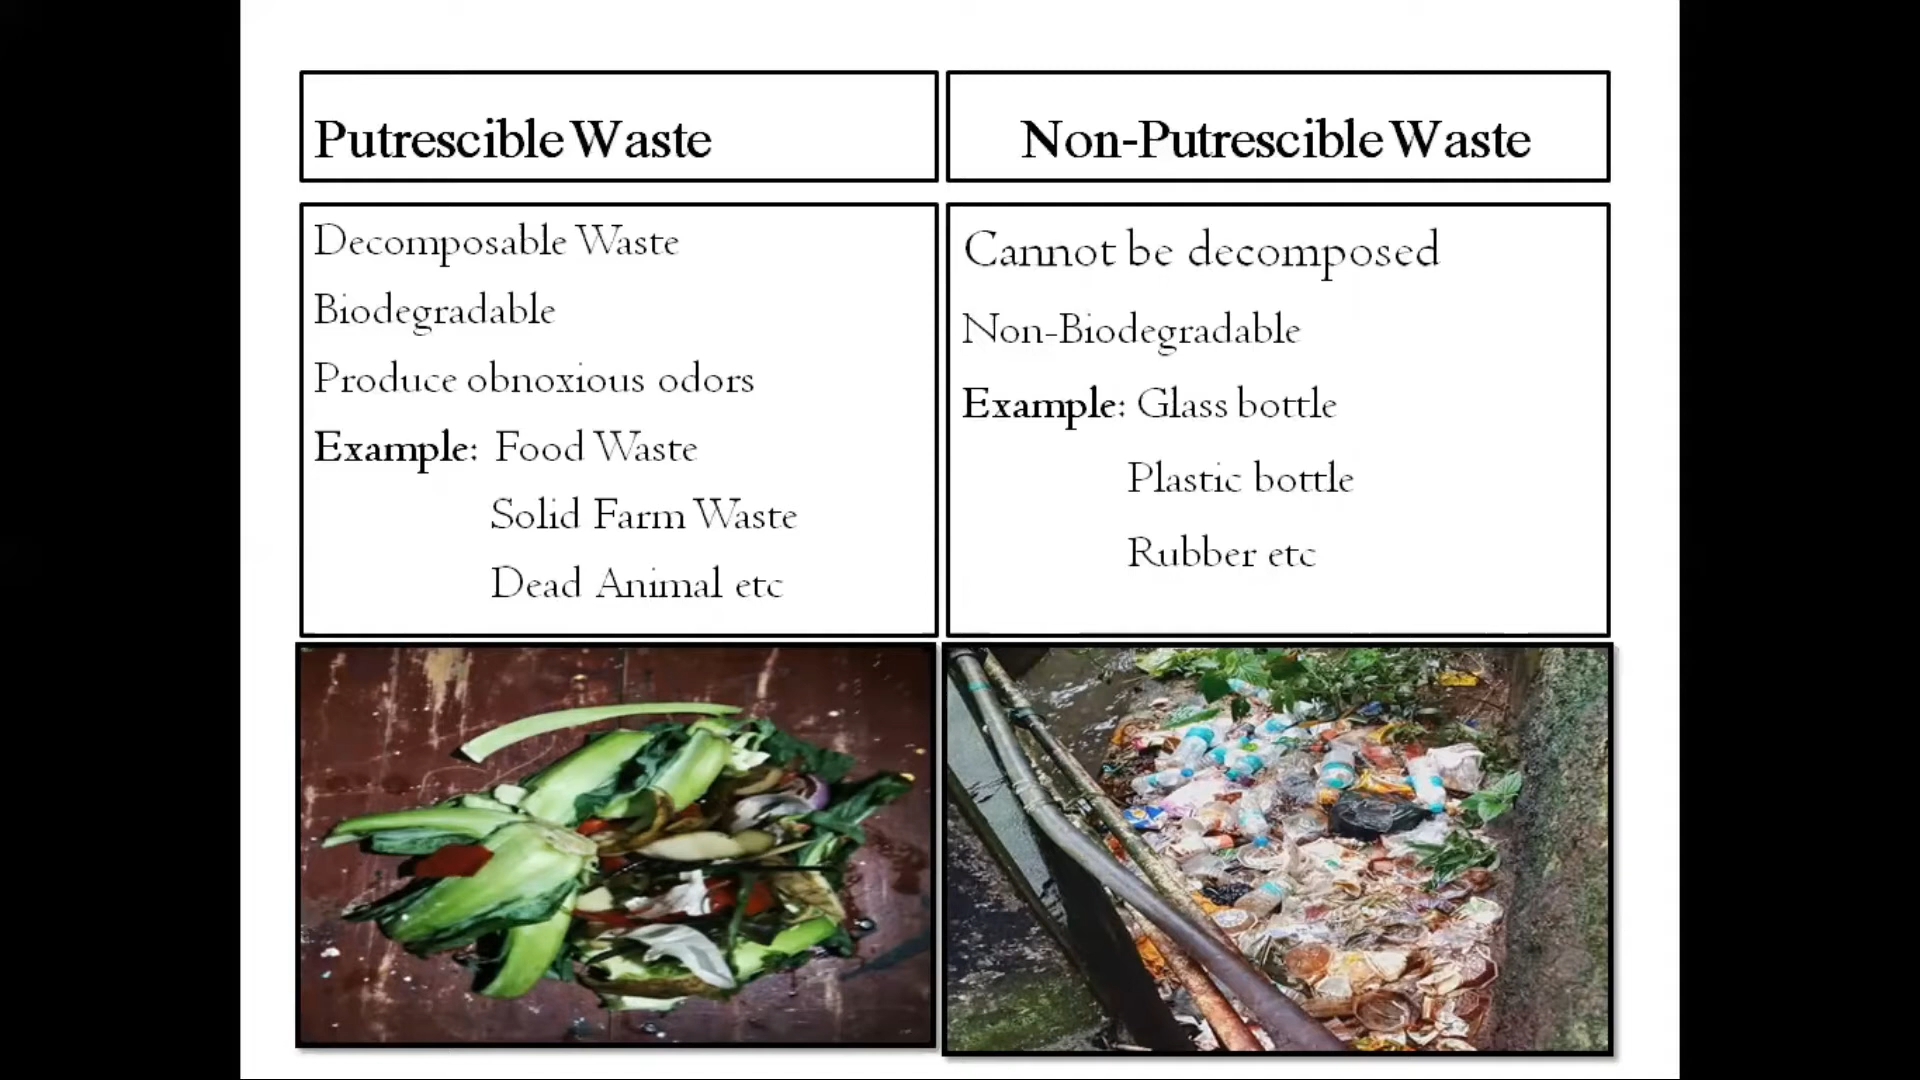 Putrescible Waste
Decomposable Waste
Biodegradable
Produce obnoxious odors
Example: Food Waste
Solid Farm Waste
Dead Animal etc
Non-Putrescible Waste
Cannot be decomposed
Non-Biodegradable
Example: Glass bottle
Plastic bottle
Rubber etc